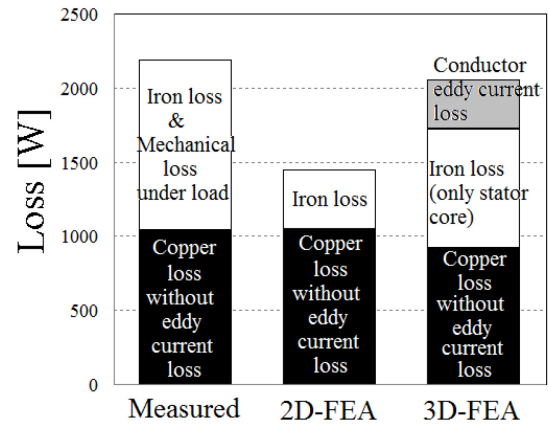 Loss [W]
2500
2000
1500
1000
500
0
Iron loss
&
Mechanical
loss
under load
Copper
loss
without
eddy
current
loss
Iron loss
Copper
loss
without
eddy
current
loss
Conductor
eddy current
loss
Iron loss
(only stator
core)
Copper
loss
without
eddy
current
loss
Measured
2D-FEA
3D-FEA